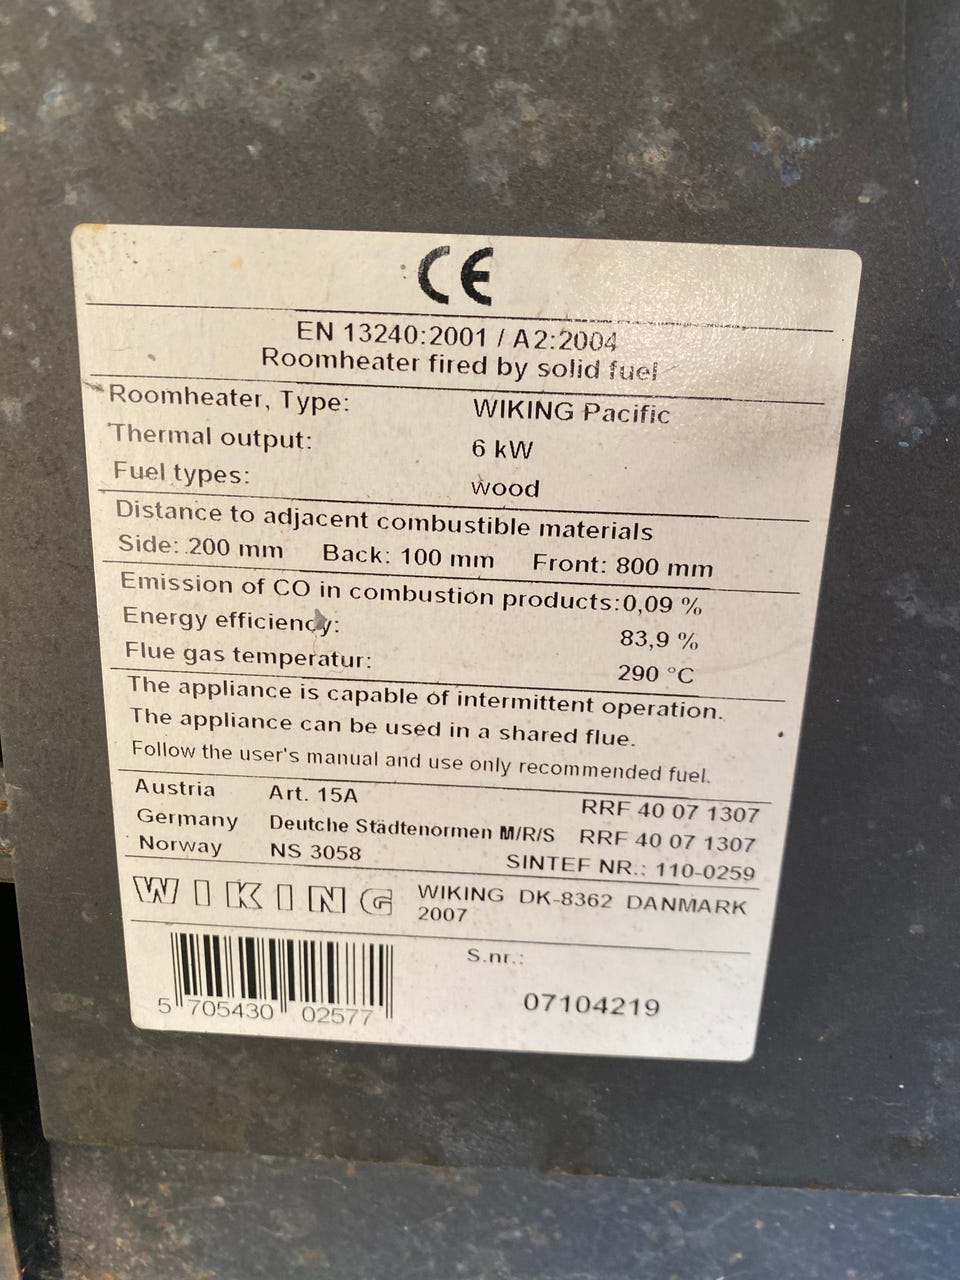 CE
EN 13240:2001 / A2:2004
Roomheater fired by solid fuel
Roomheater, Type: WIKING Pacific
Thermal output: 6 kW
Fuel types: wood
Distance to adjacent combustible materials
Side: 200 mm Back: 100 mm Front: 800 mm
Emission of CO in combustion products: 0,09 %
Energy efficiency: 83,9 %
Flue gas temperatur: 290 °C
The appliance is capable of intermittent operation.
The appliance can be used in a shared flue.
Follow the user's manual and use only recommended fuel.
Austria Art. 15A RRF 40 07 1307
Germany Deutche Städtenormen M/R/S RRF 40 07 1307
Norway NS 3058 SINTEF NR.: 110-0259
WIKING WIKING DK-8362 DANMARK
2007
S.nr.:
07104219
5 705430 02577